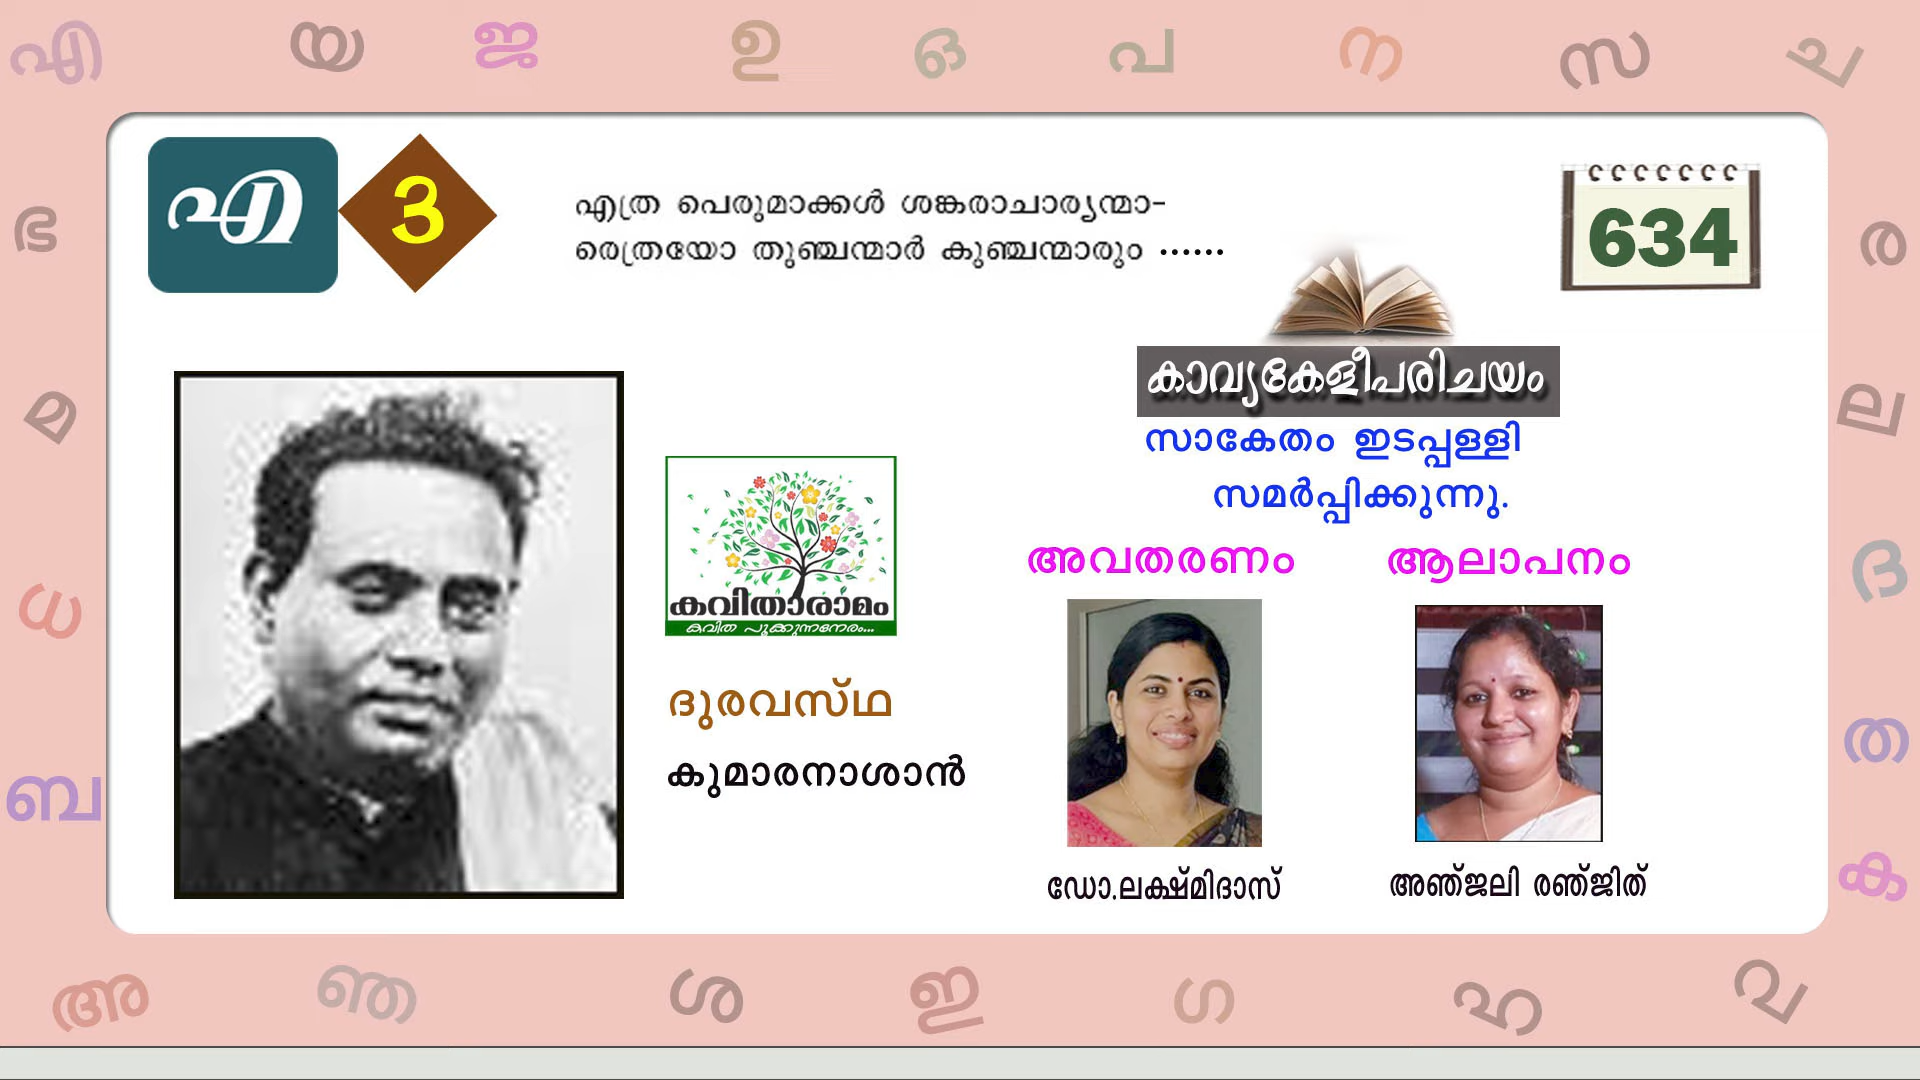 എ യ ജ ഉ ഒ പ ന സ ച
എ 3
എത്ര പെരുമാക്കൾ ശങ്കരാചാര്യന്മാ-
രെത്രയോ തുഞ്ചന്മാർ കുഞ്ചന്മാരും ......
634
ഭ
ര
മ
ല
ധ
ദ
ബ
ത
ക
കാവ്യകേളീപരിചയം
സാകേതം ഇടപ്പള്ളി
സമർപ്പിക്കുന്നു.
കവിതാരാമം
കവിത പൂക്കുന്നനേരം...
ദുരവസ്ഥ
കുമാരനാശാൻ
അവതരണം ആലാപനം
ഡോ.ലക്ഷ്മിദാസ് അഞ്ജലി രഞ്ജിത്
അ ഞ ശ ഇ ഗ ഹ വ